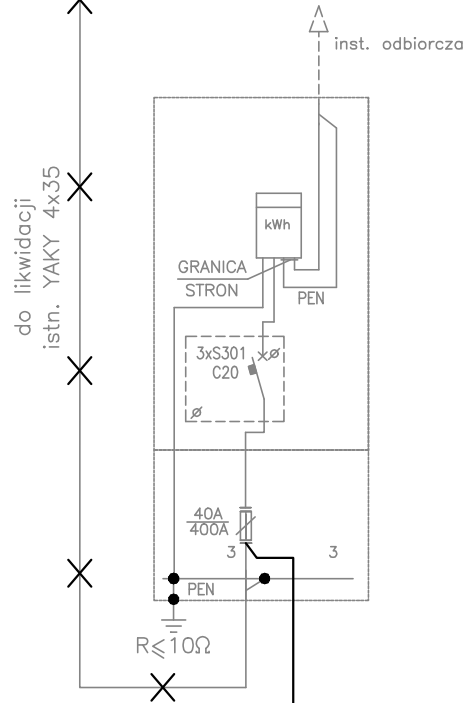 inst. odbiorcza
do likwidacji
istn. YAKY 4x35
kWh
GRANICA
STRON
PEN
3xS301
C20
40A
400A
3
3
PEN
R⩽10Ω